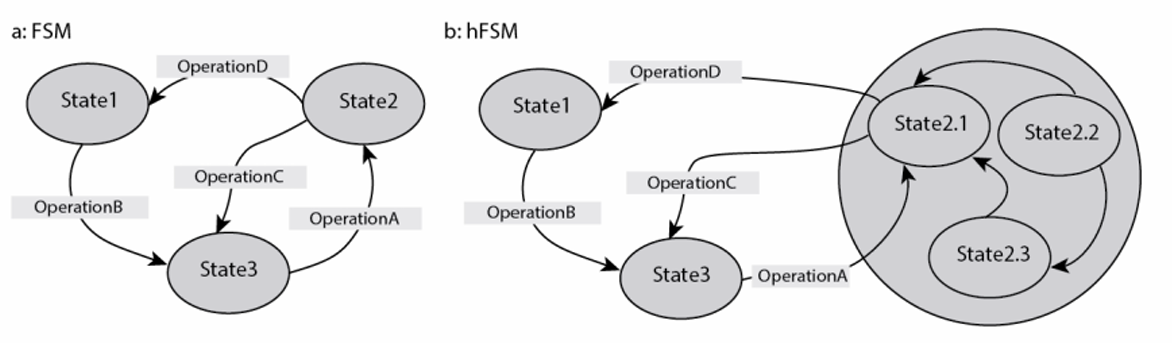 a: FSM
OperationD
State1
State2
OperationC
OperationB
OperationA
State3
b: hFSM
OperationD
State1
State2.1
State2.2
OperationC
OperationB
State2.3
State3
OperationA